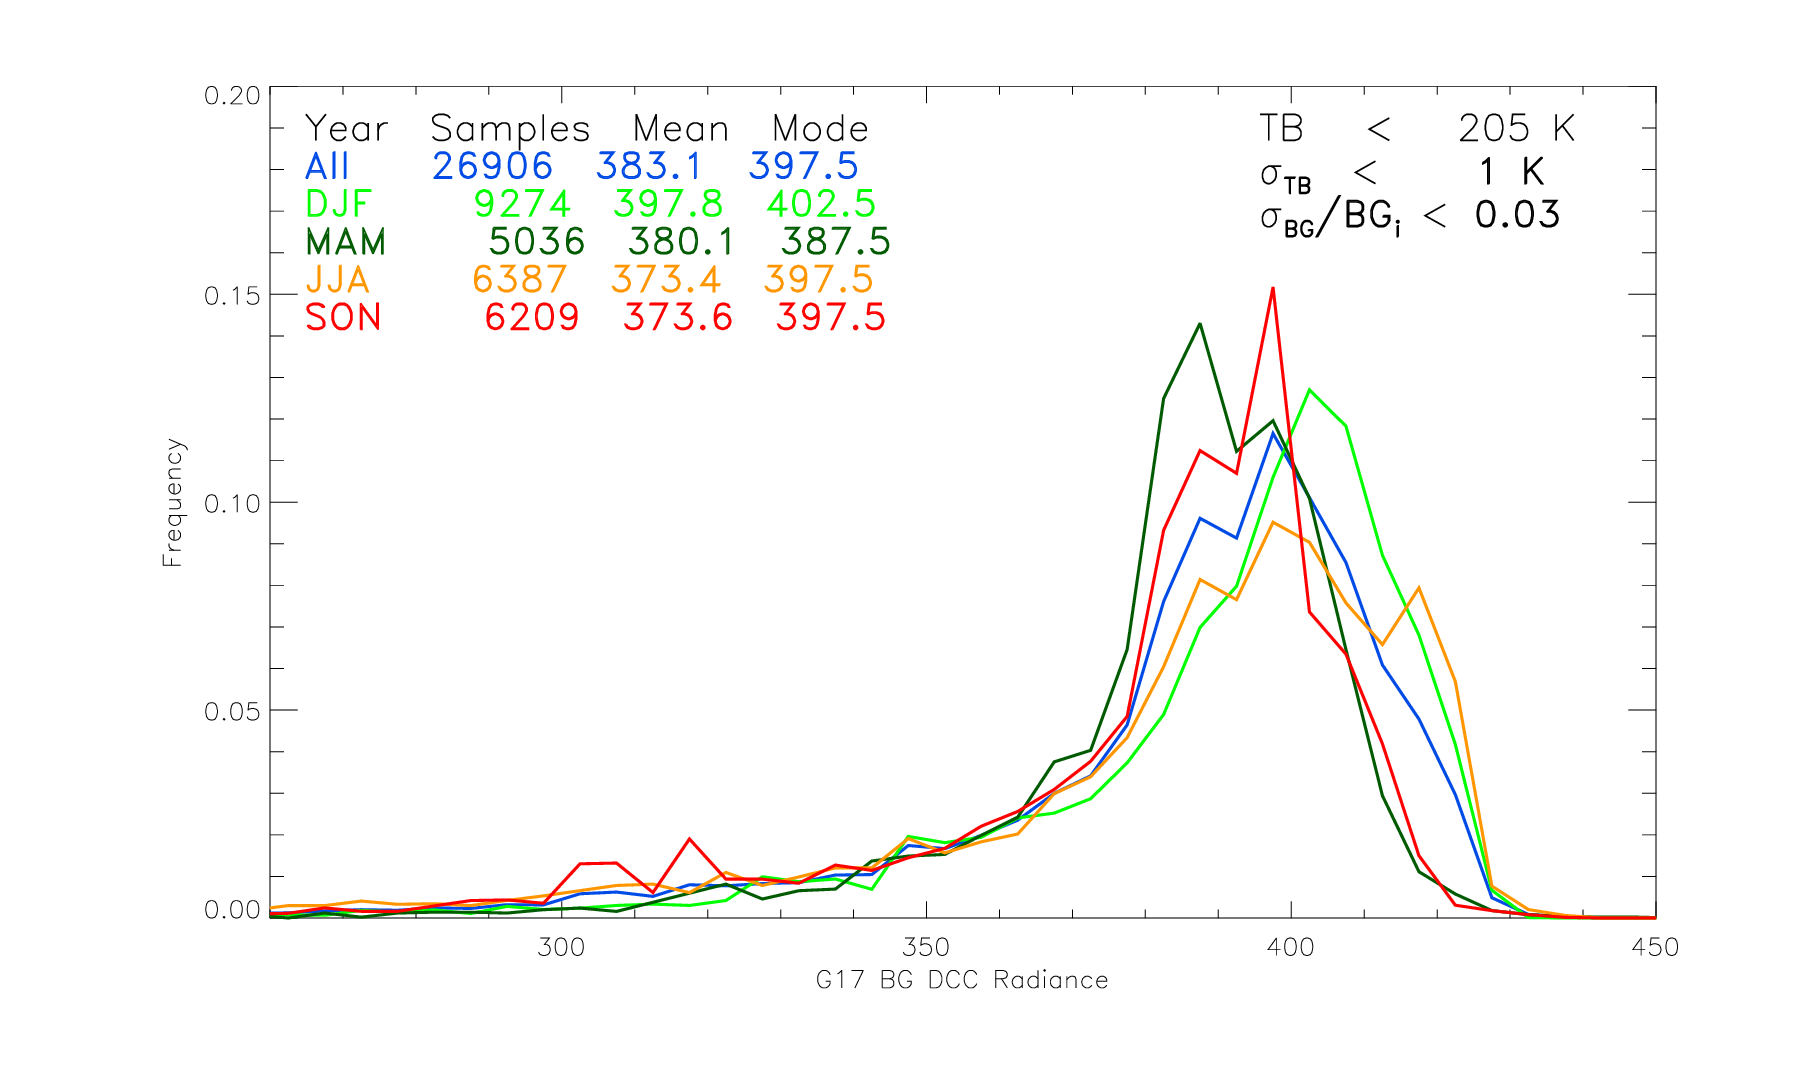 0.20
Year Samples Mean Mode
All 26906 383.1 397.5
DJF 9274 397.8 402.5
MAM 5036 380.1 387.5
JJA 6387 373.4 397.5
SON 6209 373.6 397.5
TB < 205 K
σTB < 1 K
σBG/BGi < 0.03
0.15
0.10
0.05
0.00
Frequency
300 350 400 450
G17 BG DCC Radiance